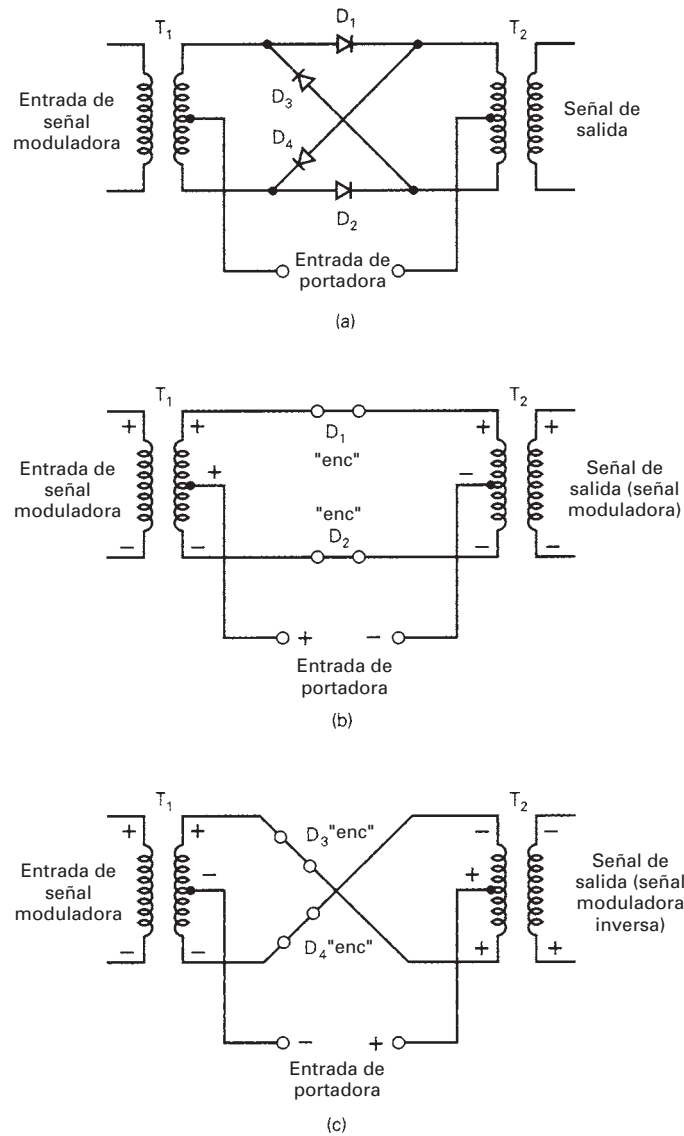 T1
D1
T2
Entrada de
señal
moduladora
D3
D4
Señal de
salida
D2
Entrada de
portadora
(a)
T1
T2
+
+
+
+
D1
"enc"
Entrada de
señal
moduladora
+
−
Señal de
salida (señal
moduladora)
"enc"
D2
−
−
−
−
+
−
Entrada de
portadora
(b)
T1
T2
+
+
−
−
D3"enc"
Entrada de
señal
moduladora
−
+
Señal de
salida (señal
moduladora
inversa)
D4"enc"
−
−
+
+
−
+
Entrada de
portadora
(c)